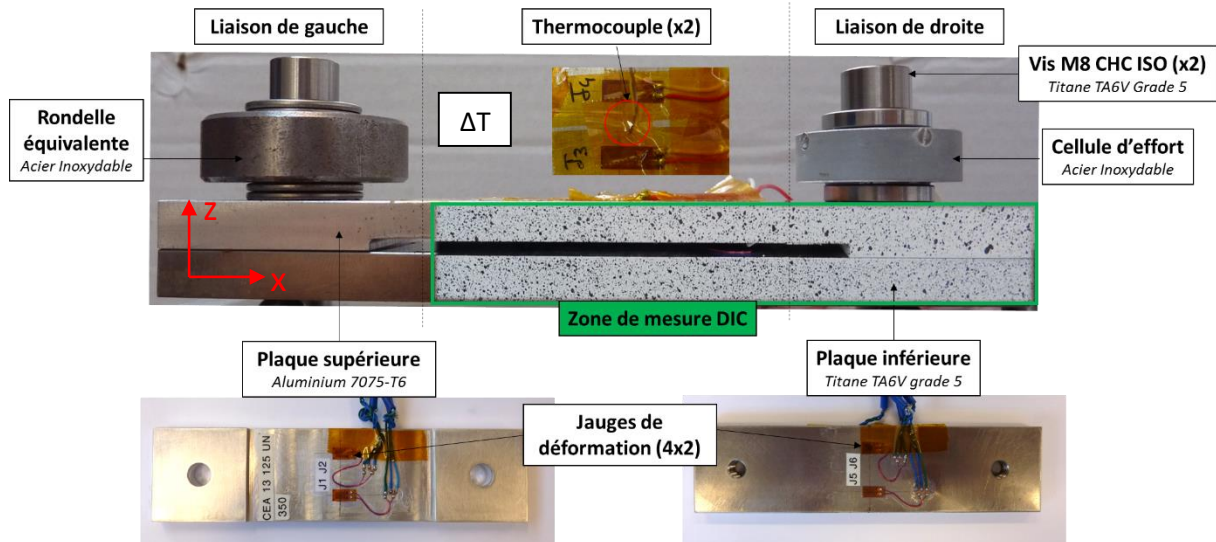 Liaison de gauche
Thermocouple (x2)
Liaison de droite
Vis M8 CHC ISO (x2)
Titane TA6V Grade 5
Rondelle
équivalente
Acier Inoxydable
ΔT
J4
J3
Cellule d'effort
Acier Inoxydable
Z
X
Zone de mesure DIC
Plaque supérieure
Aluminium 7075-T6
Plaque inférieure
Titane TA6V grade 5
Jauges de
déformation (4x2)
CEA 13 125 UN
350
J1 J2
J5 J6